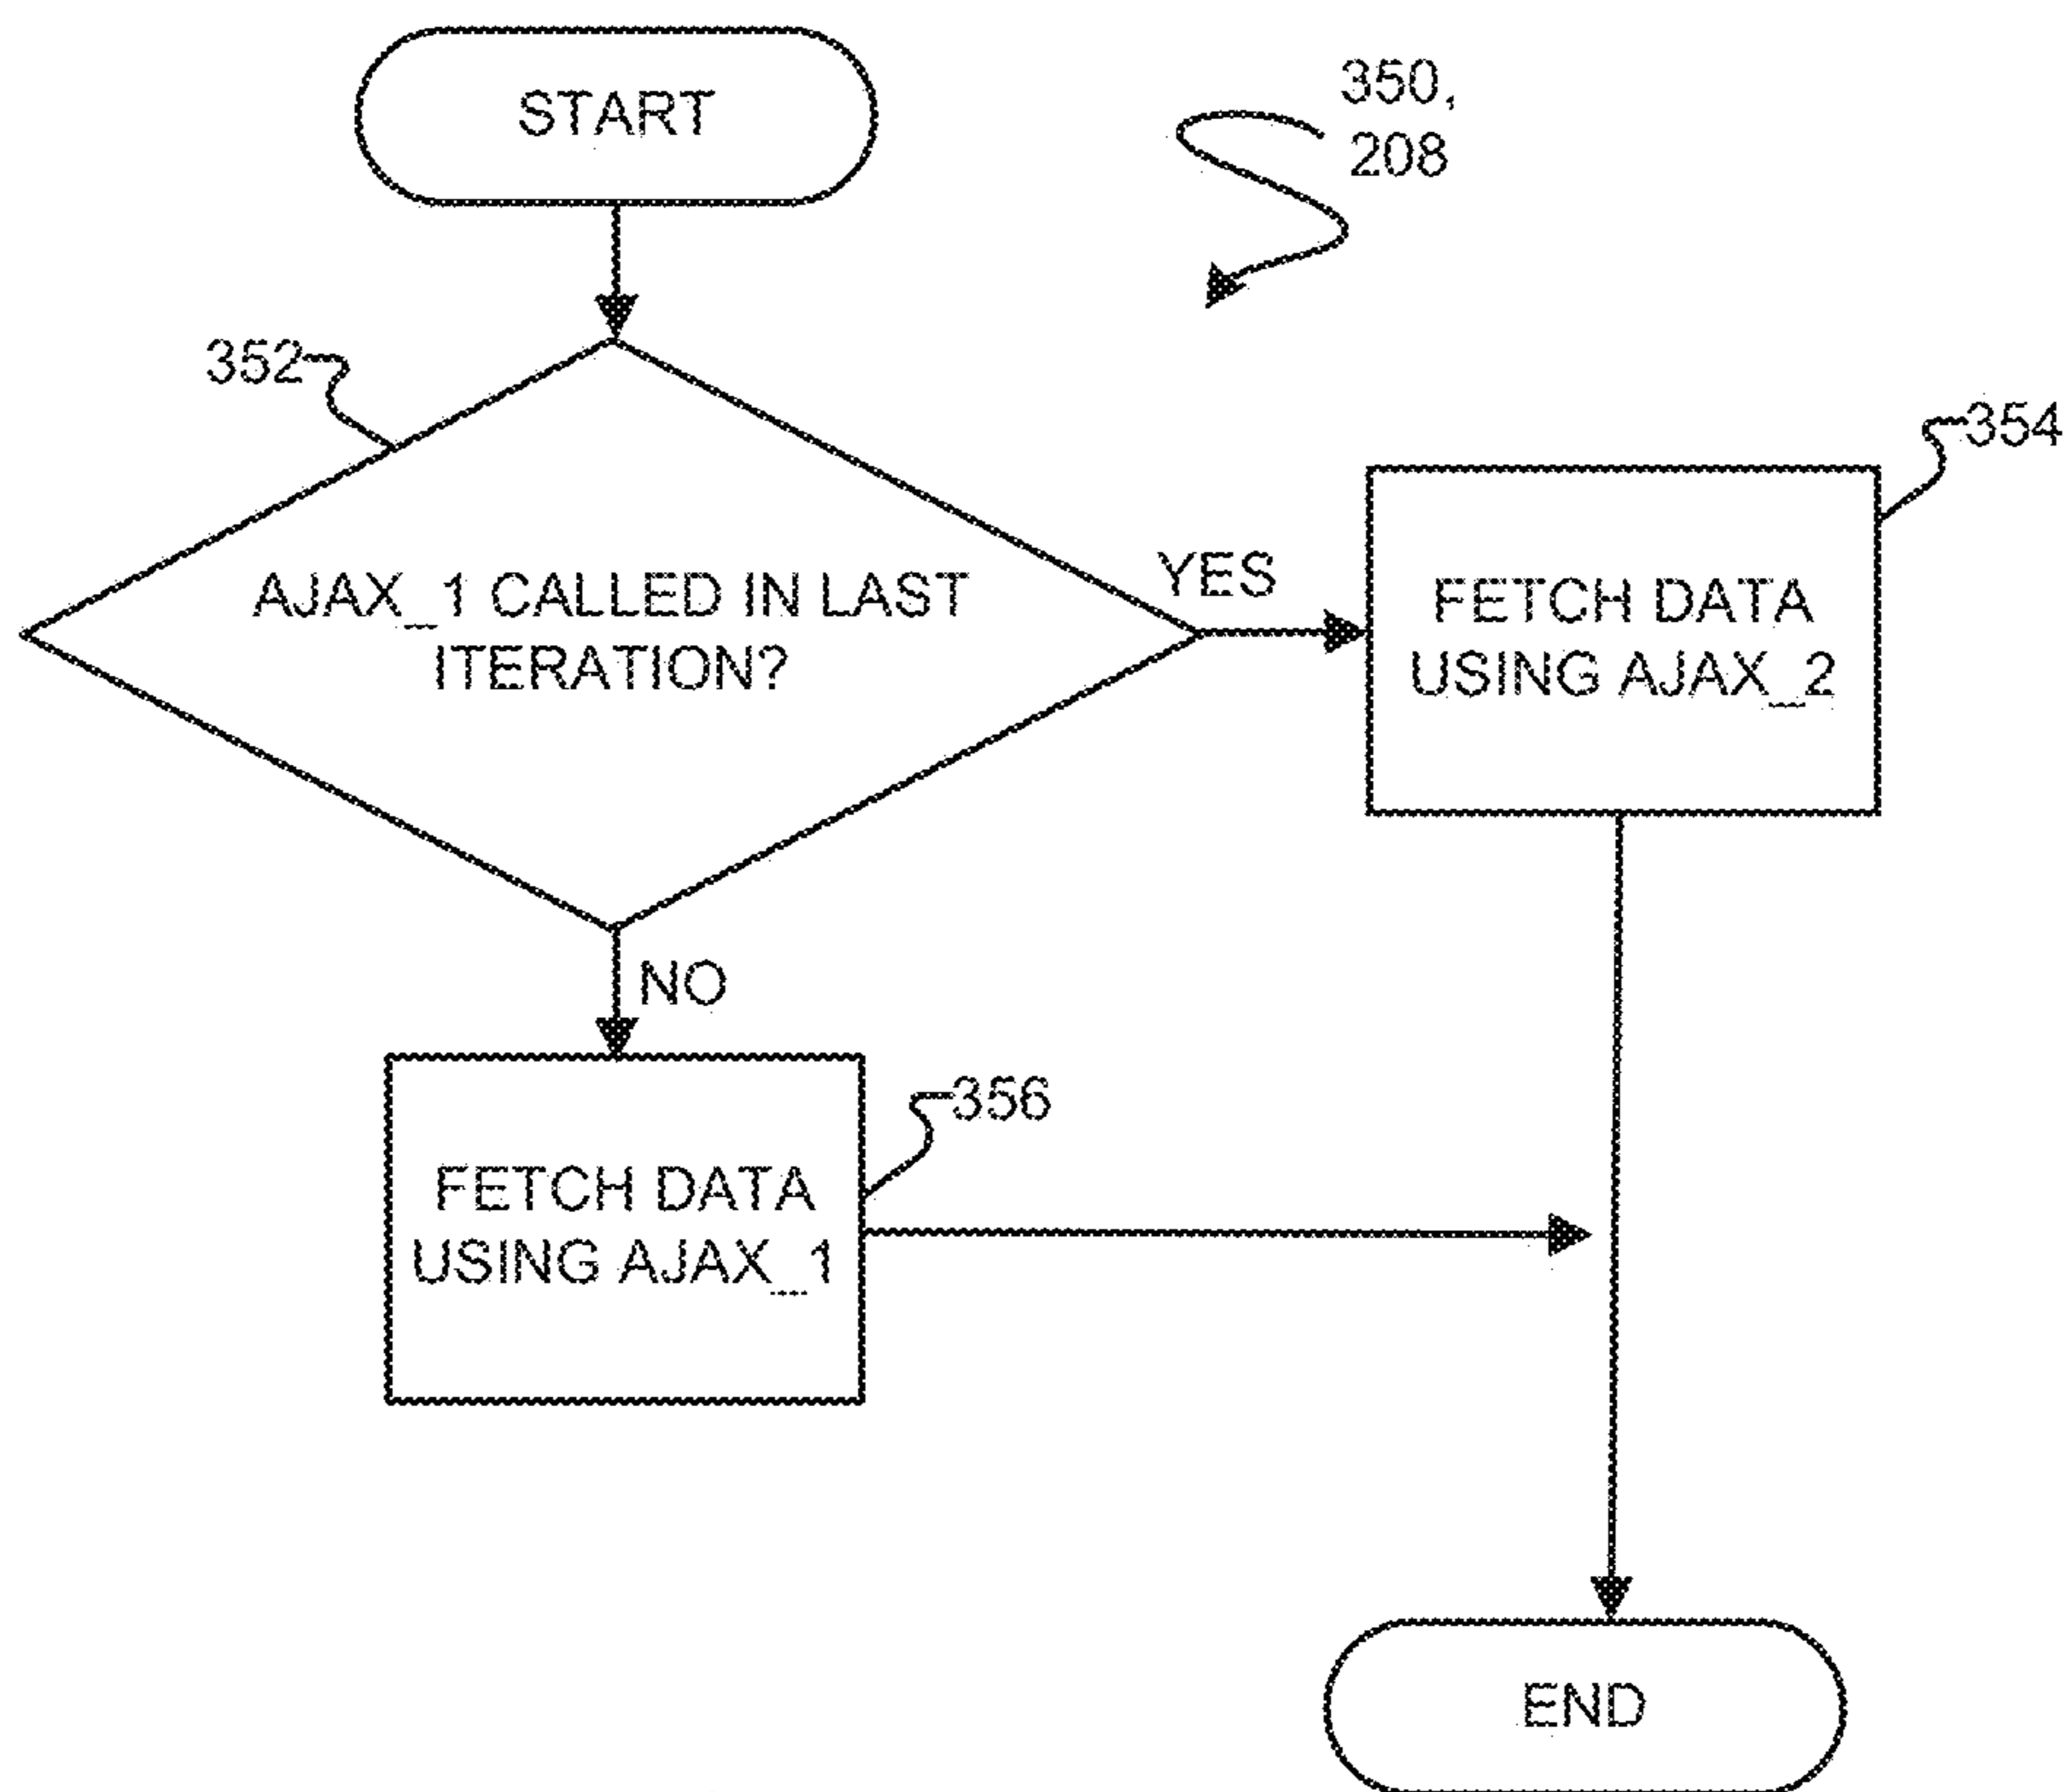 START
350,
208
352
AJAX_1 CALLED IN LAST
ITERATION?
YES
354
FETCH DATA
USING AJAX_2
NO
356
FETCH DATA
USING AJAX_1
END